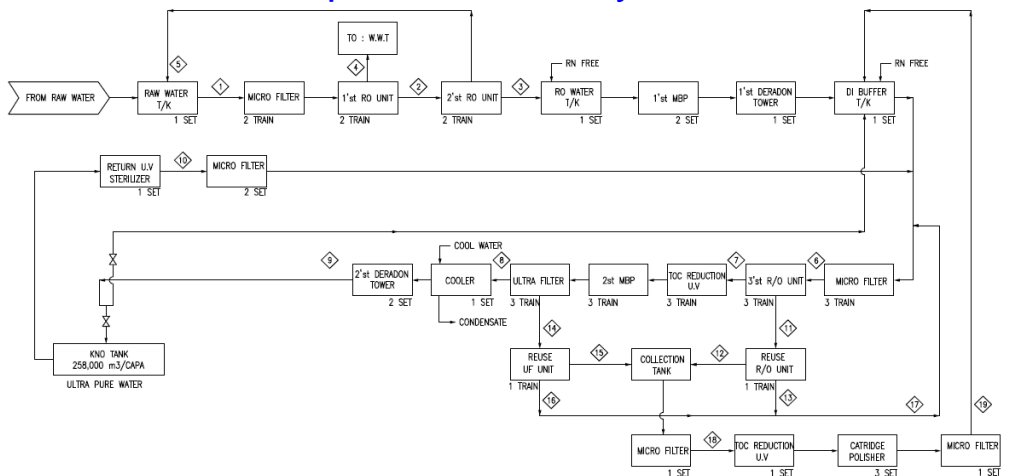 TO : W.W.T
5
4
RN FREE
RN FREE
FROM RAW WATER
RAW WATER
T/K
1 SET
1
MICRO FILTER
2 TRAIN
1'st RO UNIT
2 TRAIN
2
2'st RO UNIT
2 TRAIN
3
RO WATER
T/K
1 SET
1'st MBP
2 SET
1'st DERADON
TOWER
1 SET
DI BUFFER
T/K
1 SET
RETURN U.V
STERILIZER
1 SET
10
MICRO FILTER
2 SET
COOL WATER
9
2'st DERADON
TOWER
2 SET
COOLER
1 SET
CONDENSATE
8
ULTRA FILTER
3 TRAIN
2st MBP
3 TRAIN
TOC REDUCTION
U.V
3 TRAIN
7
3'st R/O UNIT
3 TRAIN
6
MICRO FILTER
3 TRAIN
KNO TANK
258,000 m3/CAPA
ULTRA PURE WATER
14
11
REUSE
UF UNIT
1 TRAIN
15
COLLECTION
TANK
12
REUSE
R/O UNIT
1 TRAIN
16
13
17
19
MICRO FILTER
1 SET
18
TOC REDUCTION
U.V
1 SET
CATRIDGE
POLISHER
3 SET
MICRO FILTER
1 SET